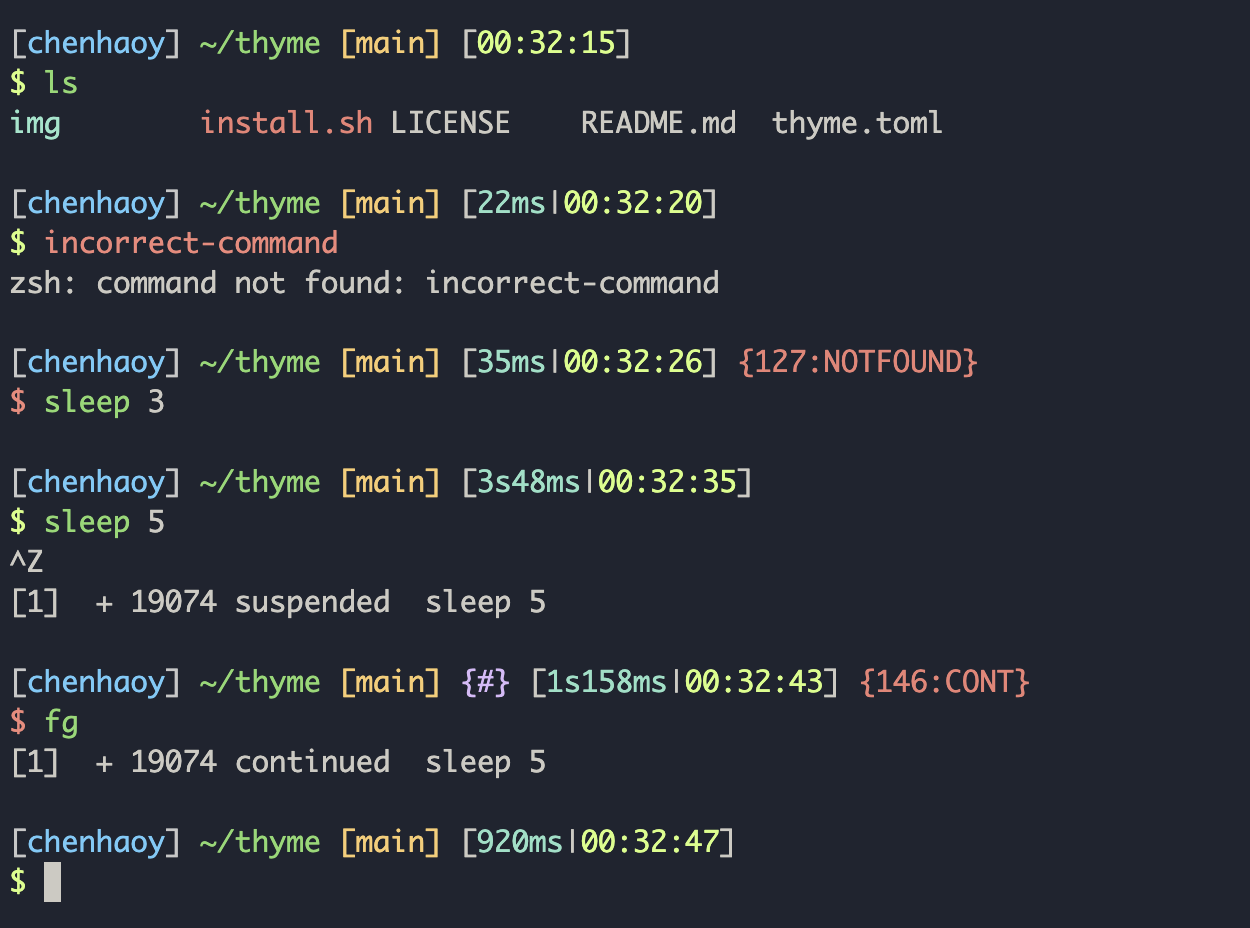 [chenhaoy] ~/thyme [main] [00:32:15]
$ ls
img        install.sh LICENSE    README.md  thyme.toml
[chenhaoy] ~/thyme [main] [22ms|00:32:20]
$ incorrect-command
zsh: command not found: incorrect-command
[chenhaoy] ~/thyme [main] [35ms|00:32:26] {127:NOTFOUND}
$ sleep 3
[chenhaoy] ~/thyme [main] [3s48ms|00:32:35]
$ sleep 5
^Z
[1]  + 19074 suspended  sleep 5
[chenhaoy] ~/thyme [main] {#} [1s158ms|00:32:43] {146:CONT}
$ fg
[1]  + 19074 continued  sleep 5
[chenhaoy] ~/thyme [main] [920ms|00:32:47]
$